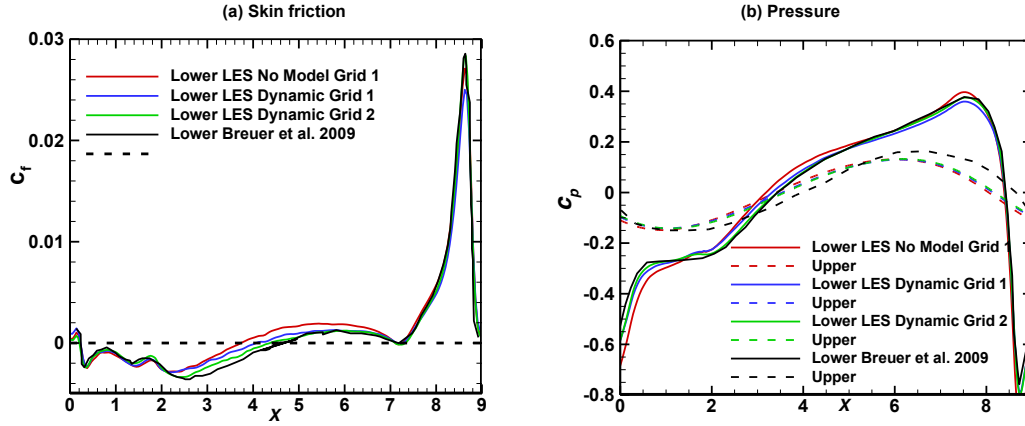 (a) Skin friction
0.03
0.02
0.01
0
c_f
0 1 2 3 4 5 6 7 8 9
X
Lower LES No Model Grid 1
Lower LES Dynamic Grid 1
Lower LES Dynamic Grid 2
Lower Breuer et al. 2009
(b) Pressure
0.6
0.4
0.2
0
-0.2
-0.4
-0.6
-0.8
c_p
0 2 4 6 8
X
Lower LES No Model Grid 1
Upper
Lower LES Dynamic Grid 1
Upper
Lower LES Dynamic Grid 2
Upper
Lower Breuer et al. 2009
Upper